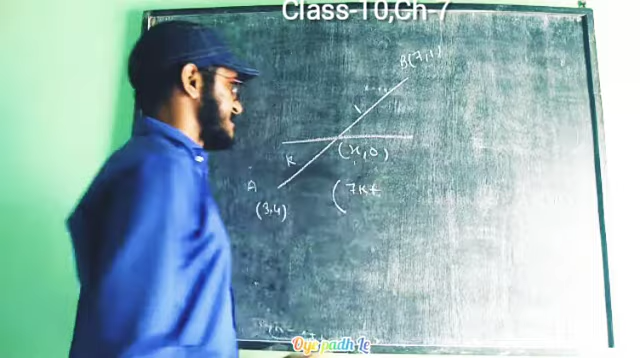 Class-10,Ch-7
B(7,1)
1
K
(x,0)
A
(7K+
(3,4)
Oye padh le